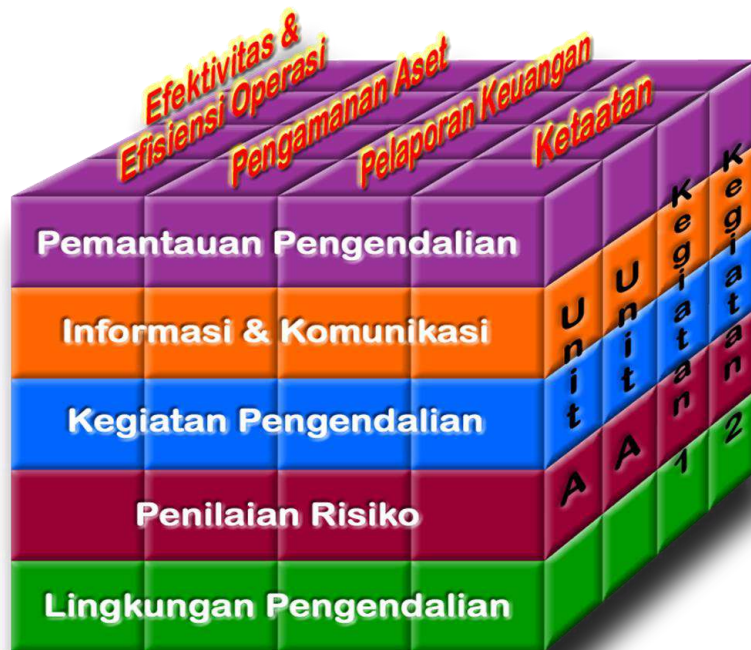 Efektivitas &
Efisiensi Operasi
Pengamanan Aset
Pelaporan Keuangan
Ketaatan
Pemantauan Pengendalian
Informasi & Komunikasi
Kegiatan Pengendalian
Penilaian Risiko
Lingkungan Pengendalian
Unit A
Unit A
Kegiatan 1
Kegiatan 2